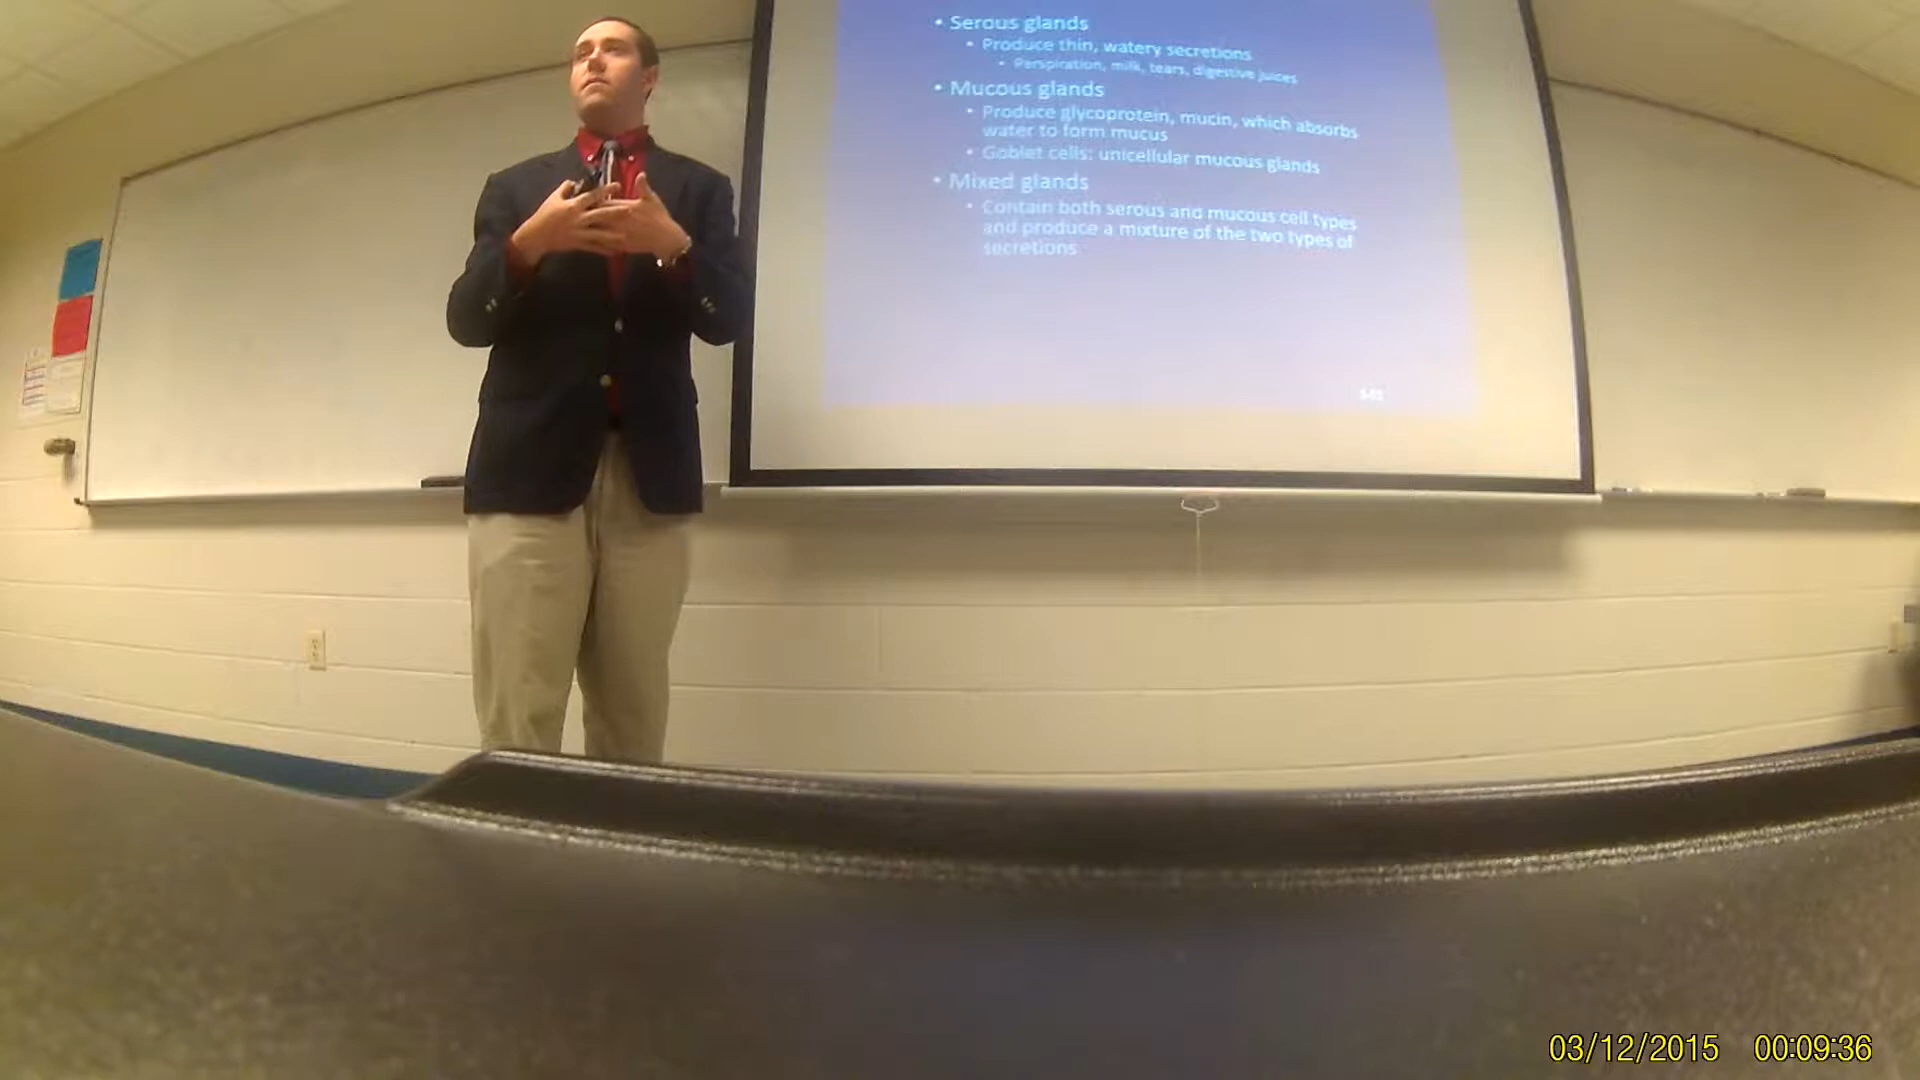 • Serous glands
• Produce thin, watery secretions
• Perspiration, milk, tears, digestive juices
• Mucous glands
• Produce glycoprotein, mucin, which absorbs
water to form mucus
• Goblet cells: unicellular mucous glands
• Mixed glands
• Contain both serous and mucous cell types
and produce a mixture of the two types of
secretions
03/12/2015 00:09:36